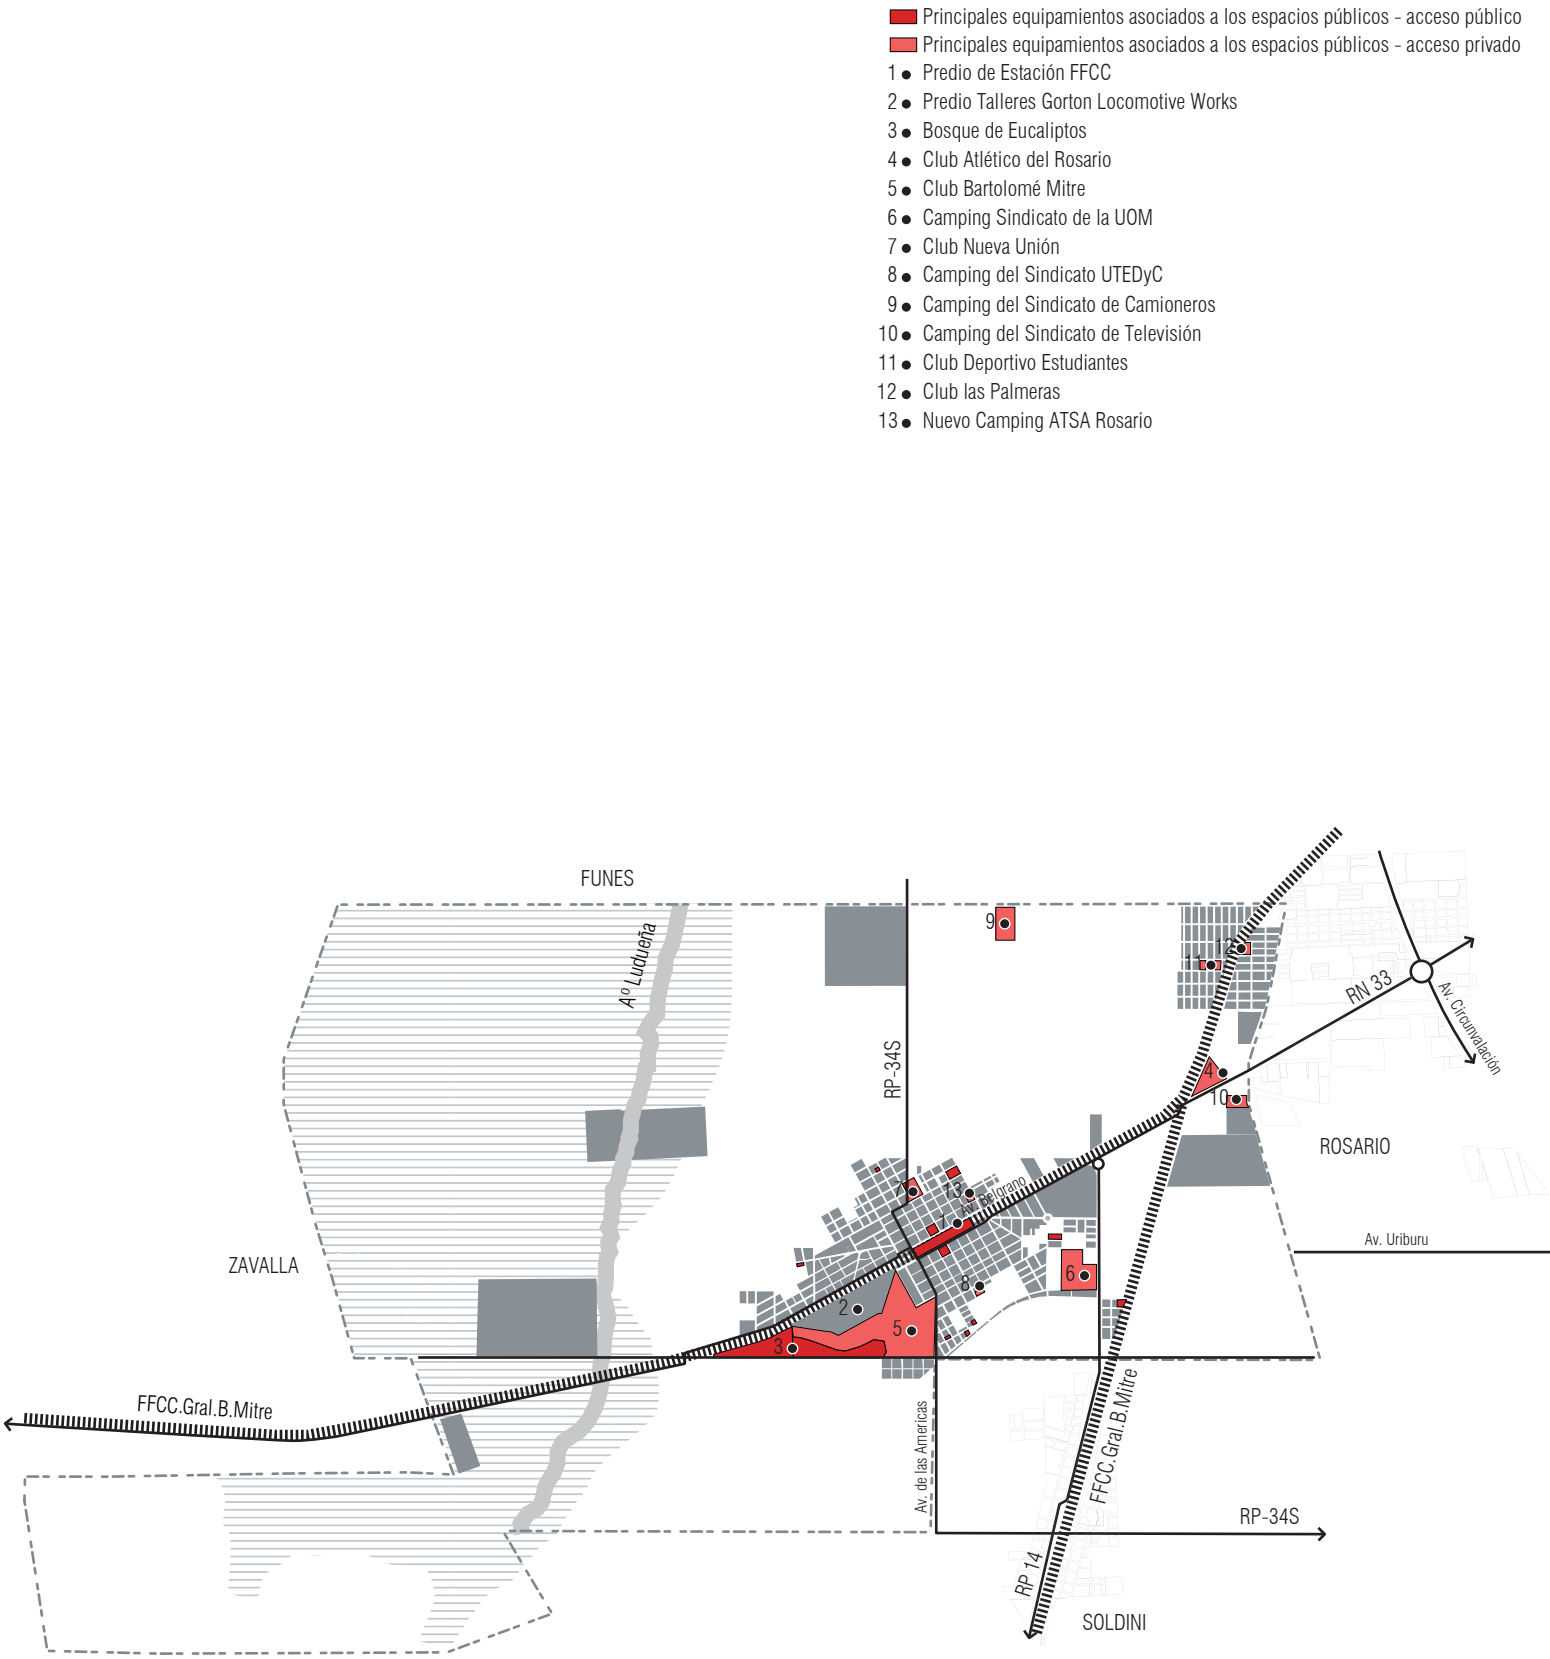 Principales equipamientos asociados a los espacios públicos - acceso público
Principales equipamientos asociados a los espacios públicos - acceso privado
1 ● Predio de Estación FFCC
2 ● Predio Talleres Gorton Locomotive Works
3 ● Bosque de Eucaliptos
4 ● Club Atlético del Rosario
5 ● Club Bartolomé Mitre
6 ● Camping Sindicato de la UOM
7 ● Club Nueva Unión
8 ● Camping del Sindicato UTEDyC
9 ● Camping del Sindicato de Camioneros
10 ● Camping del Sindicato de Televisión
11 ● Club Deportivo Estudiantes
12 ● Club las Palmeras
13 ● Nuevo Camping ATSA Rosario
FUNES
Aº Ludueña
9
12
11
RN 33
Av. Circunvalación
RP-34S
4
10
ROSARIO
7
13
Av. Belgrano
1
Av. Uriburu
ZAVALLA
6
8
2
5
3
FFCC.Gral.B.Mitre
FFCC.Gral.B.Mitre
Av. de las Americas
RP-34S
RP 14
SOLDINI